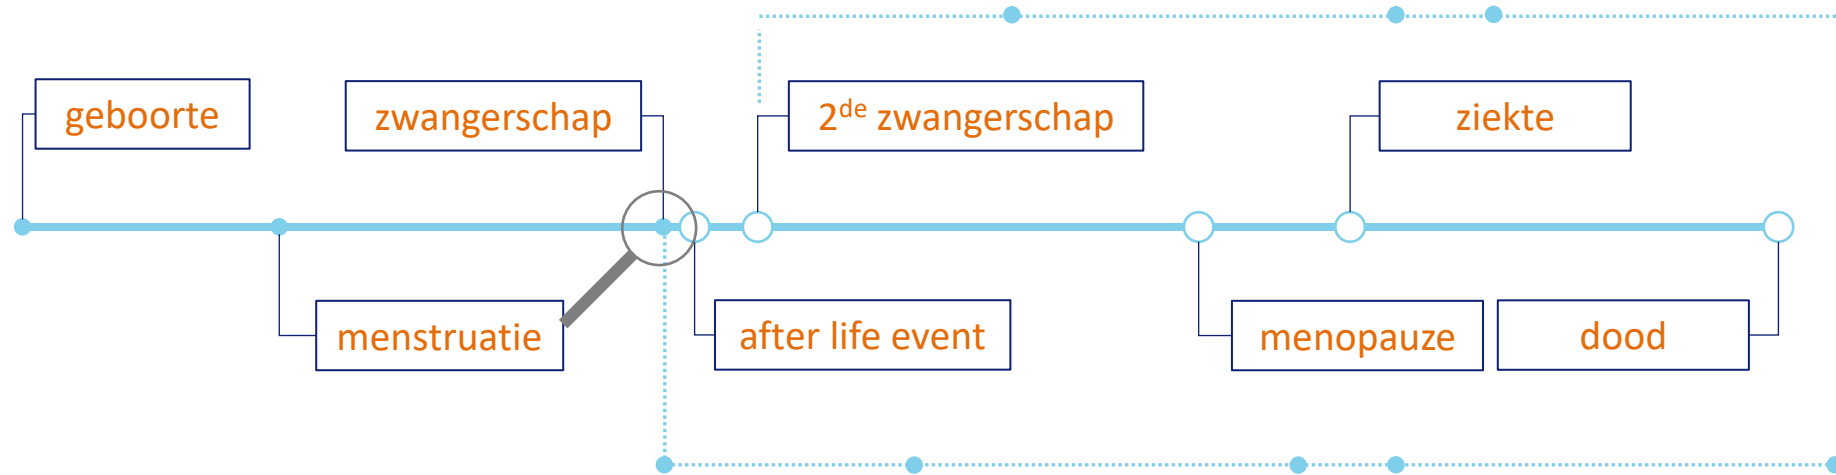 geboorte
zwangerschap
2de zwangerschap
ziekte
menstruatie
after life event
menopauze
dood